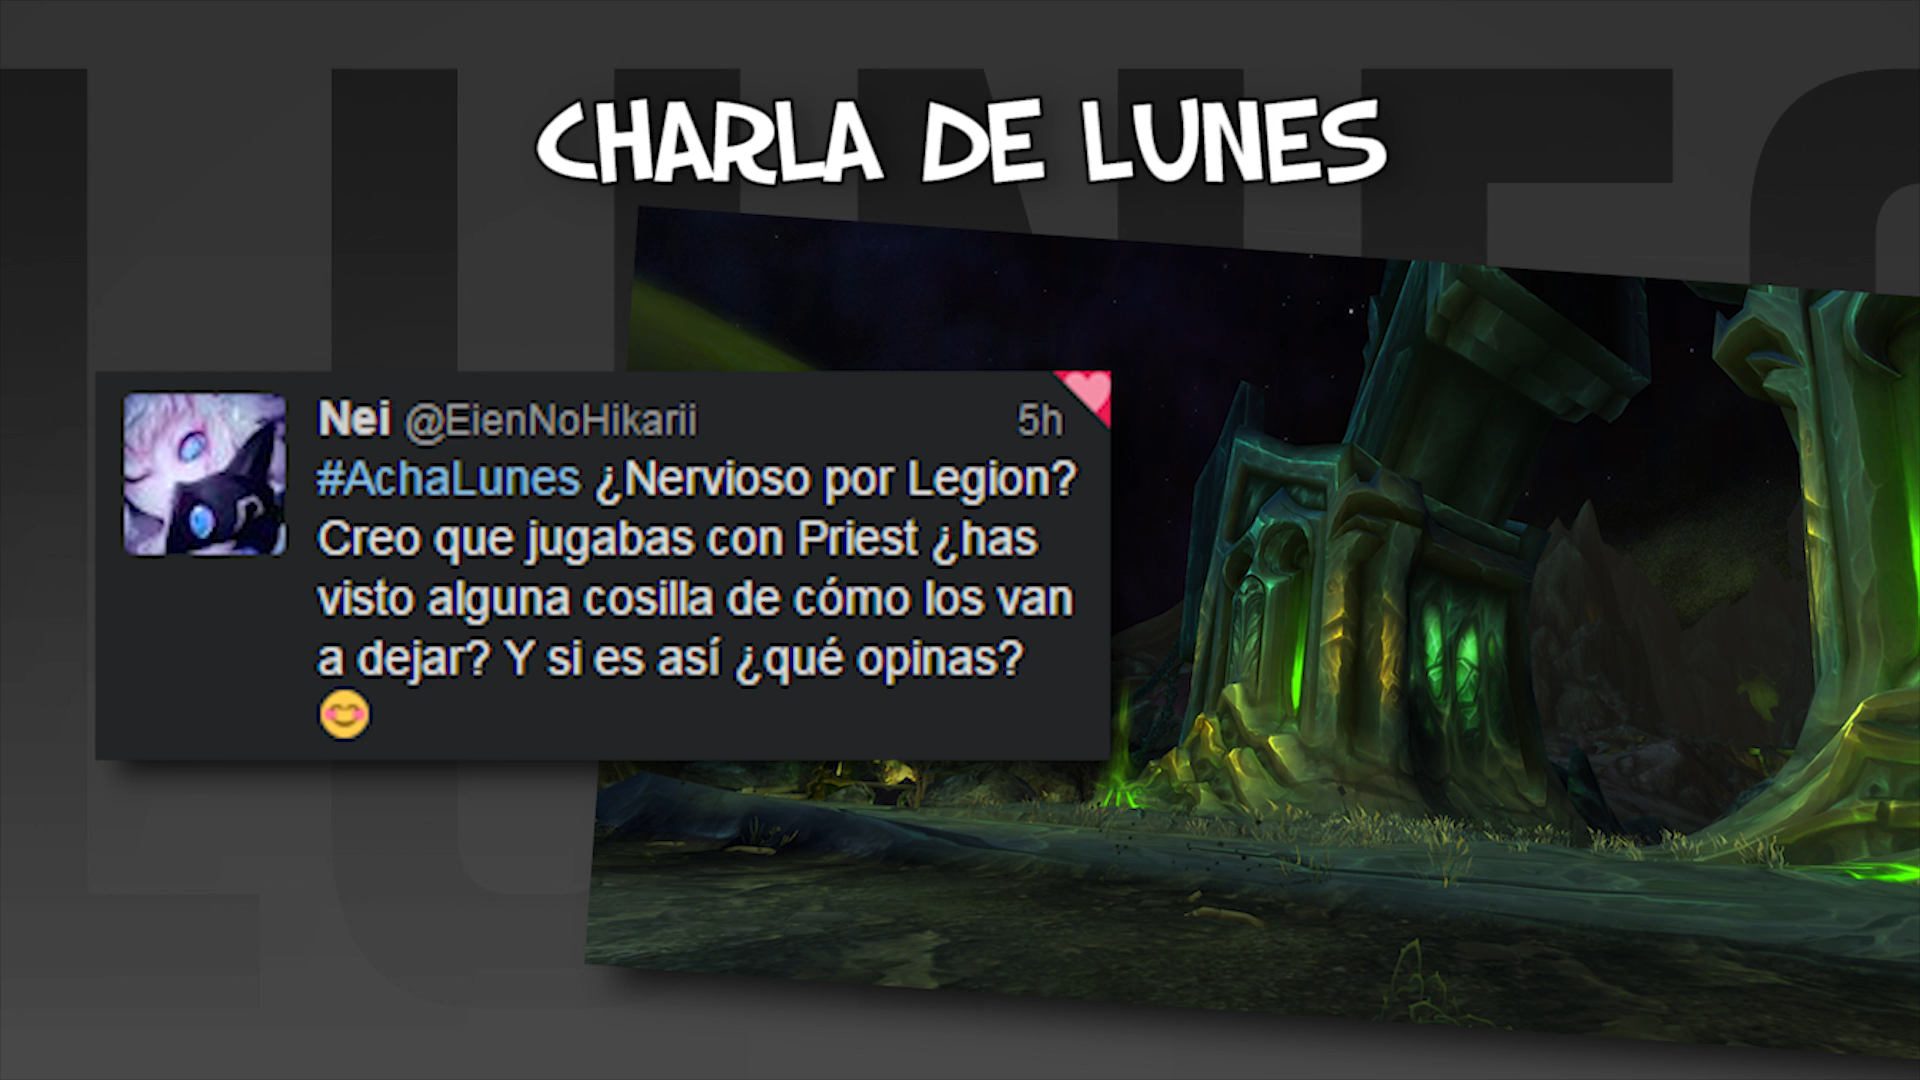 CHARLA DE LUNES
Nei @EienNoHikarii 5h
#AchaLunes ¿Nervioso por Legion?
Creo que jugabas con Priest ¿has
visto alguna cosilla de cómo los van
a dejar? Y si es así ¿qué opinas?
😊